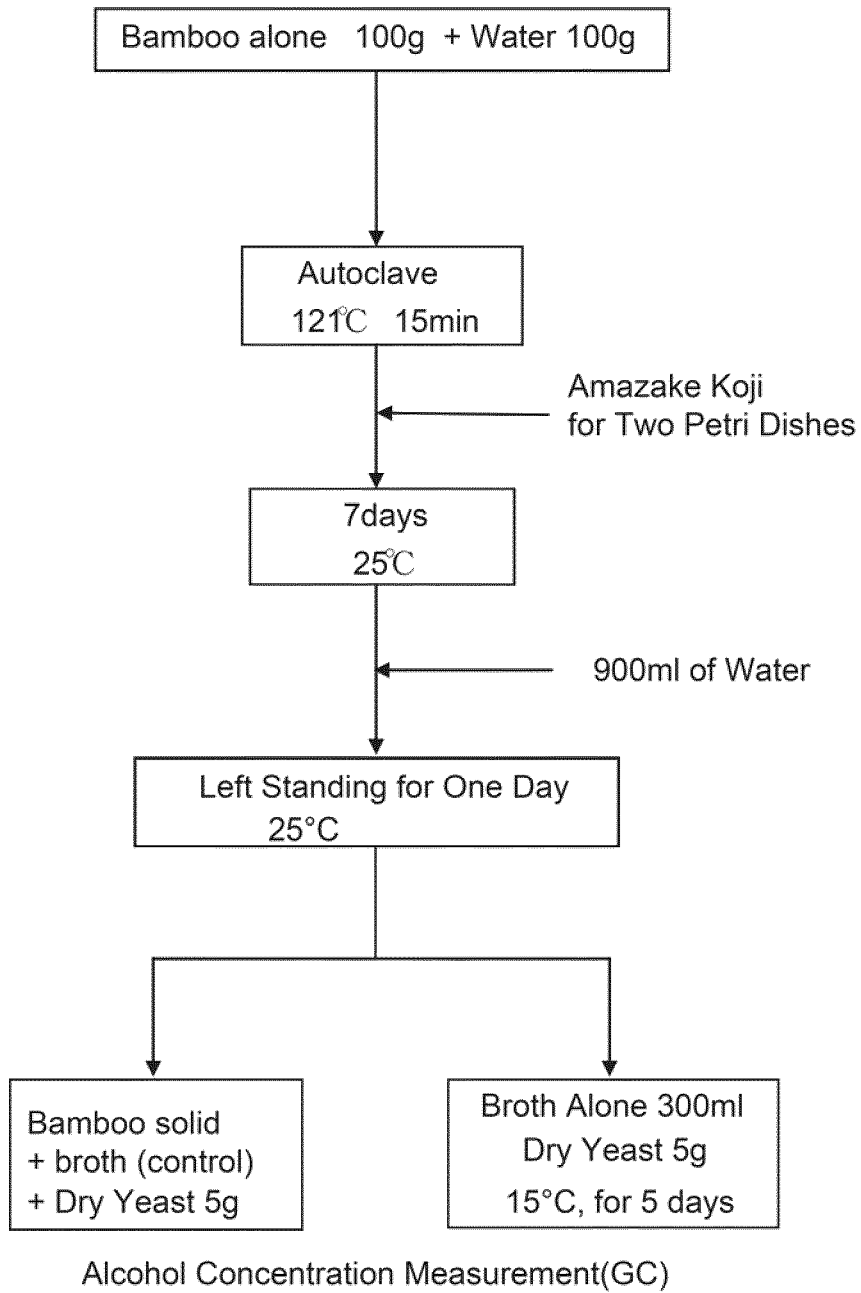 Bamboo alone 100g + Water 100g
Autoclave
121℃ 15min
Amazake Koji
for Two Petri Dishes
7days
25℃
900ml of Water
Left Standing for One Day
25°C
Bamboo solid
+ broth (control)
+ Dry Yeast 5g
Broth Alone 300ml
Dry Yeast 5g
15°C, for 5 days
Alcohol Concentration Measurement(GC)